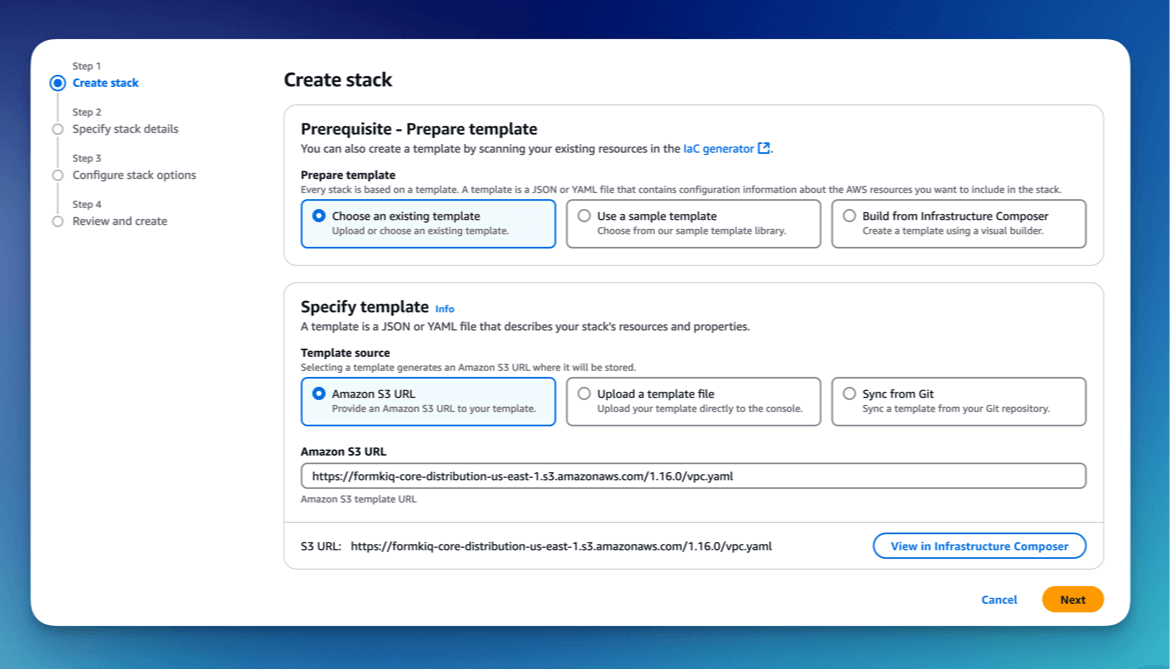 Step 1
Create stack
Step 2
Specify stack details
Step 3
Configure stack options
Step 4
Review and create
Create stack
Prerequisite - Prepare template
You can also create a template by scanning your existing resources in the IaC generator.
Prepare template
Every stack is based on a template. A template is a JSON or YAML file that contains configuration information about the AWS resources you want to include in the stack.
Choose an existing template
Upload or choose an existing template.
Use a sample template
Choose from our sample template library.
Build from Infrastructure Composer
Create a template using a visual builder.
Specify template Info
A template is a JSON or YAML file that describes your stack's resources and properties.
Template source
Selecting a template generates an Amazon S3 URL where it will be stored.
Amazon S3 URL
Provide an Amazon S3 URL to your template.
Upload a template file
Upload your template directly to the console.
Sync from Git
Sync a template from your Git repository.
Amazon S3 URL
https://formkiq-core-distribution-us-east-1.s3.amazonaws.com/1.16.0/vpc.yaml
Amazon S3 template URL
S3 URL: https://formkiq-core-distribution-us-east-1.s3.amazonaws.com/1.16.0/vpc.yaml
View in Infrastructure Composer
Cancel
Next